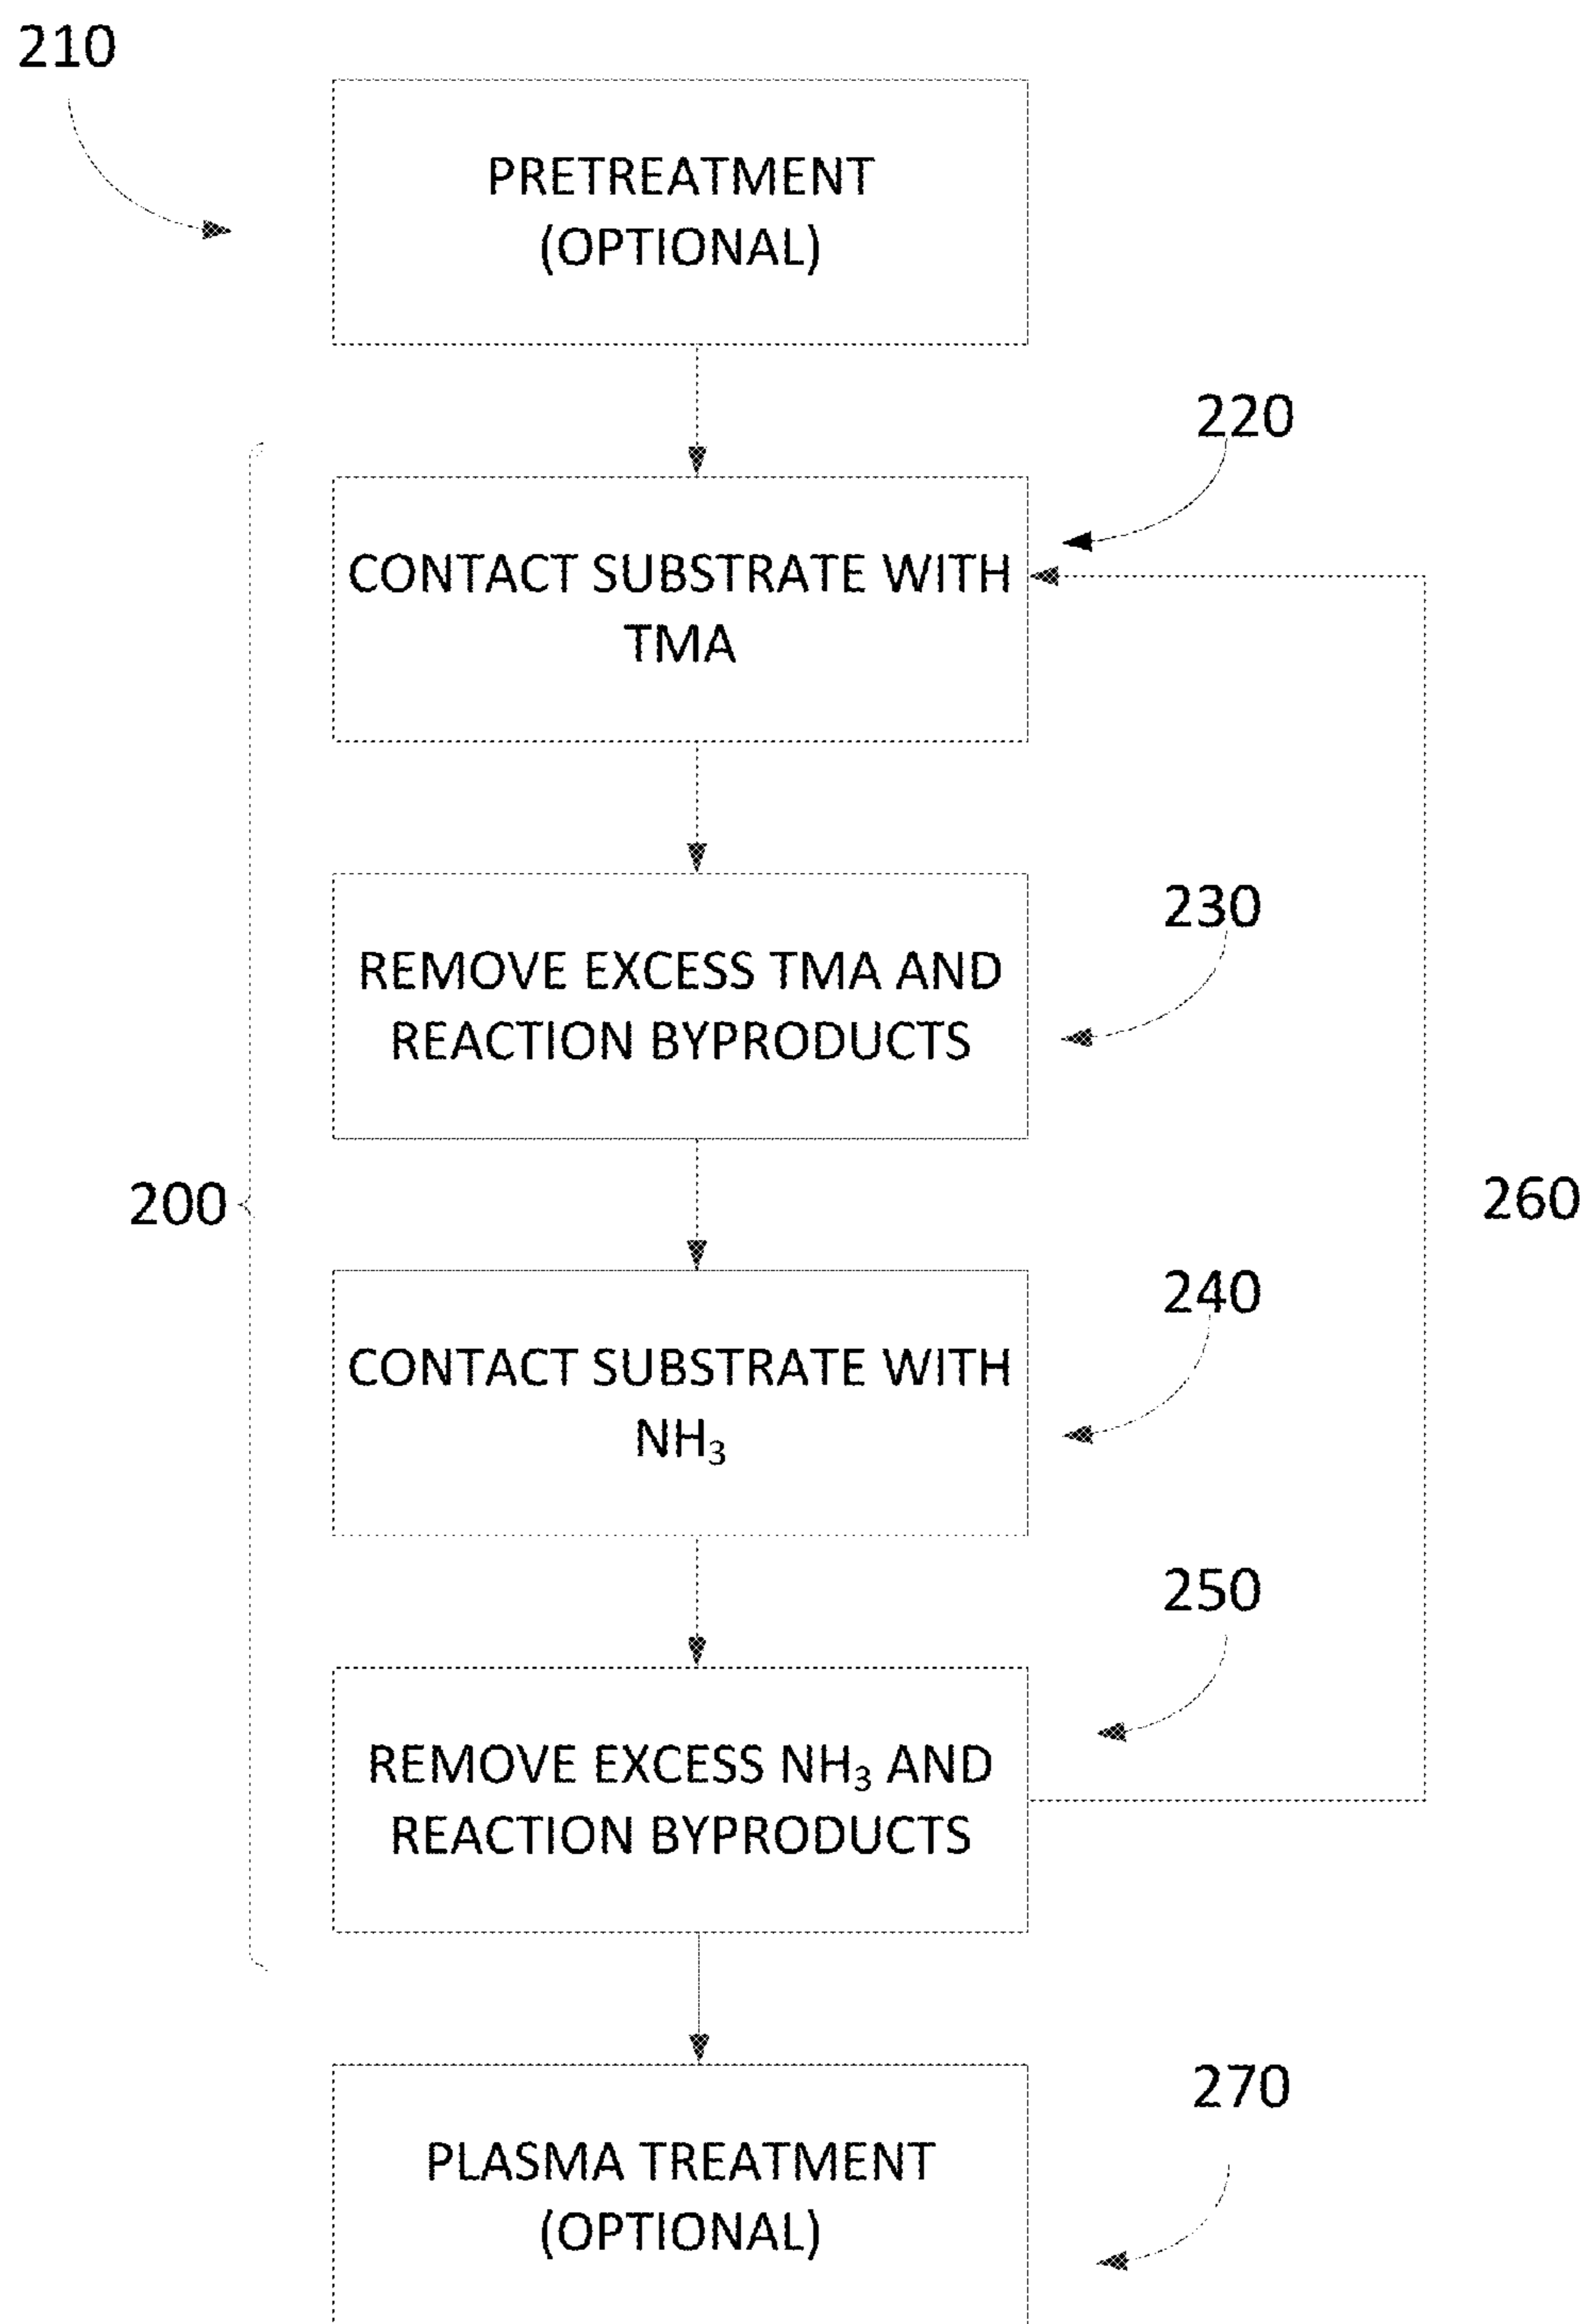 210
PRETREATMENT
(OPTIONAL)
220
CONTACT SUBSTRATE WITH
TMA
230
REMOVE EXCESS TMA AND
REACTION BYPRODUCTS
200
260
240
CONTACT SUBSTRATE WITH
NH₃
250
REMOVE EXCESS NH₃ AND
REACTION BYPRODUCTS
270
PLASMA TREATMENT
(OPTIONAL)